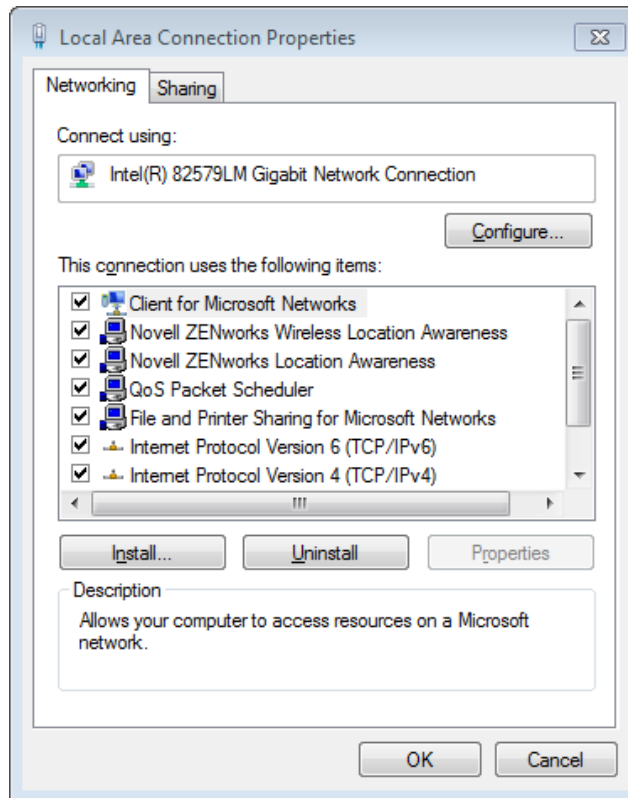 Local Area Connection Properties
Networking
Sharing
Connect using:
Intel(R) 82579LM Gigabit Network Connection
Configure...
This connection uses the following items:
Client for Microsoft Networks
Novell ZENworks Wireless Location Awareness
Novell ZENworks Location Awareness
QoS Packet Scheduler
File and Printer Sharing for Microsoft Networks
Internet Protocol Version 6 (TCP/IPv6)
Internet Protocol Version 4 (TCP/IPv4)
Install...
Uninstall
Properties
Description
Allows your computer to access resources on a Microsoft
network.
OK
Cancel